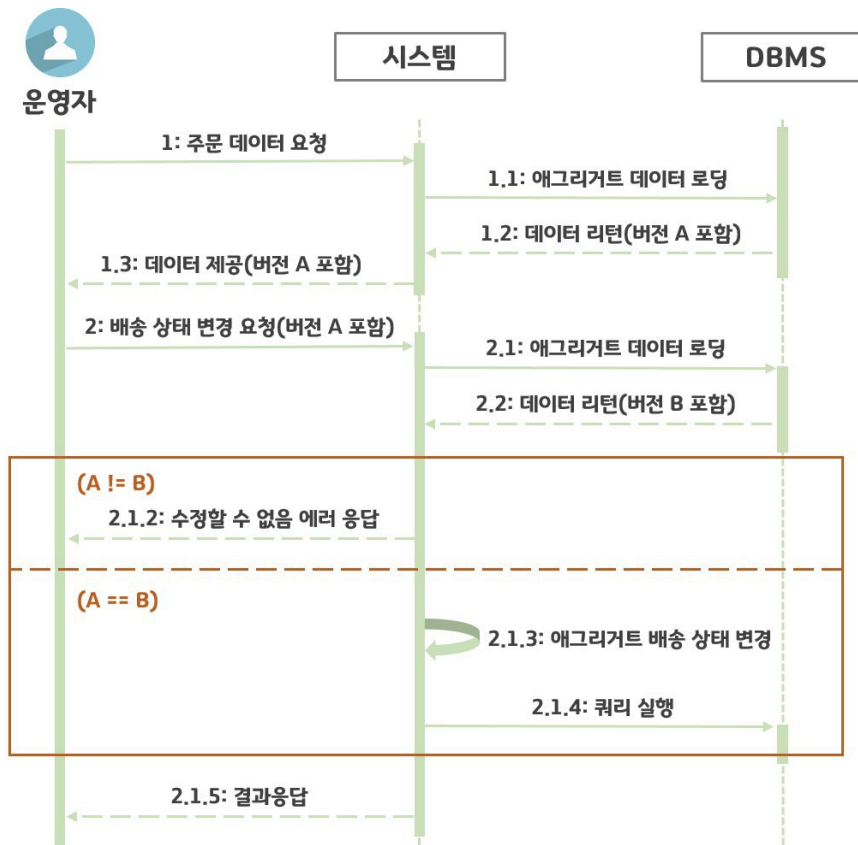 시스템
DBMS
운영자
1: 주문 데이터 요청
1.1: 애그리거트 데이터 로딩
1.2: 데이터 리턴(버전 A 포함)
1.3: 데이터 제공(버전 A 포함)
2: 배송 상태 변경 요청(버전 A 포함)
2.1: 애그리거트 데이터 로딩
2.2: 데이터 리턴(버전 B 포함)
(A != B)
2.1.2: 수정할 수 없음 에러 응답
(A == B)
2.1.3: 애그리거트 배송 상태 변경
2.1.4: 쿼리 실행
2.1.5: 결과응답